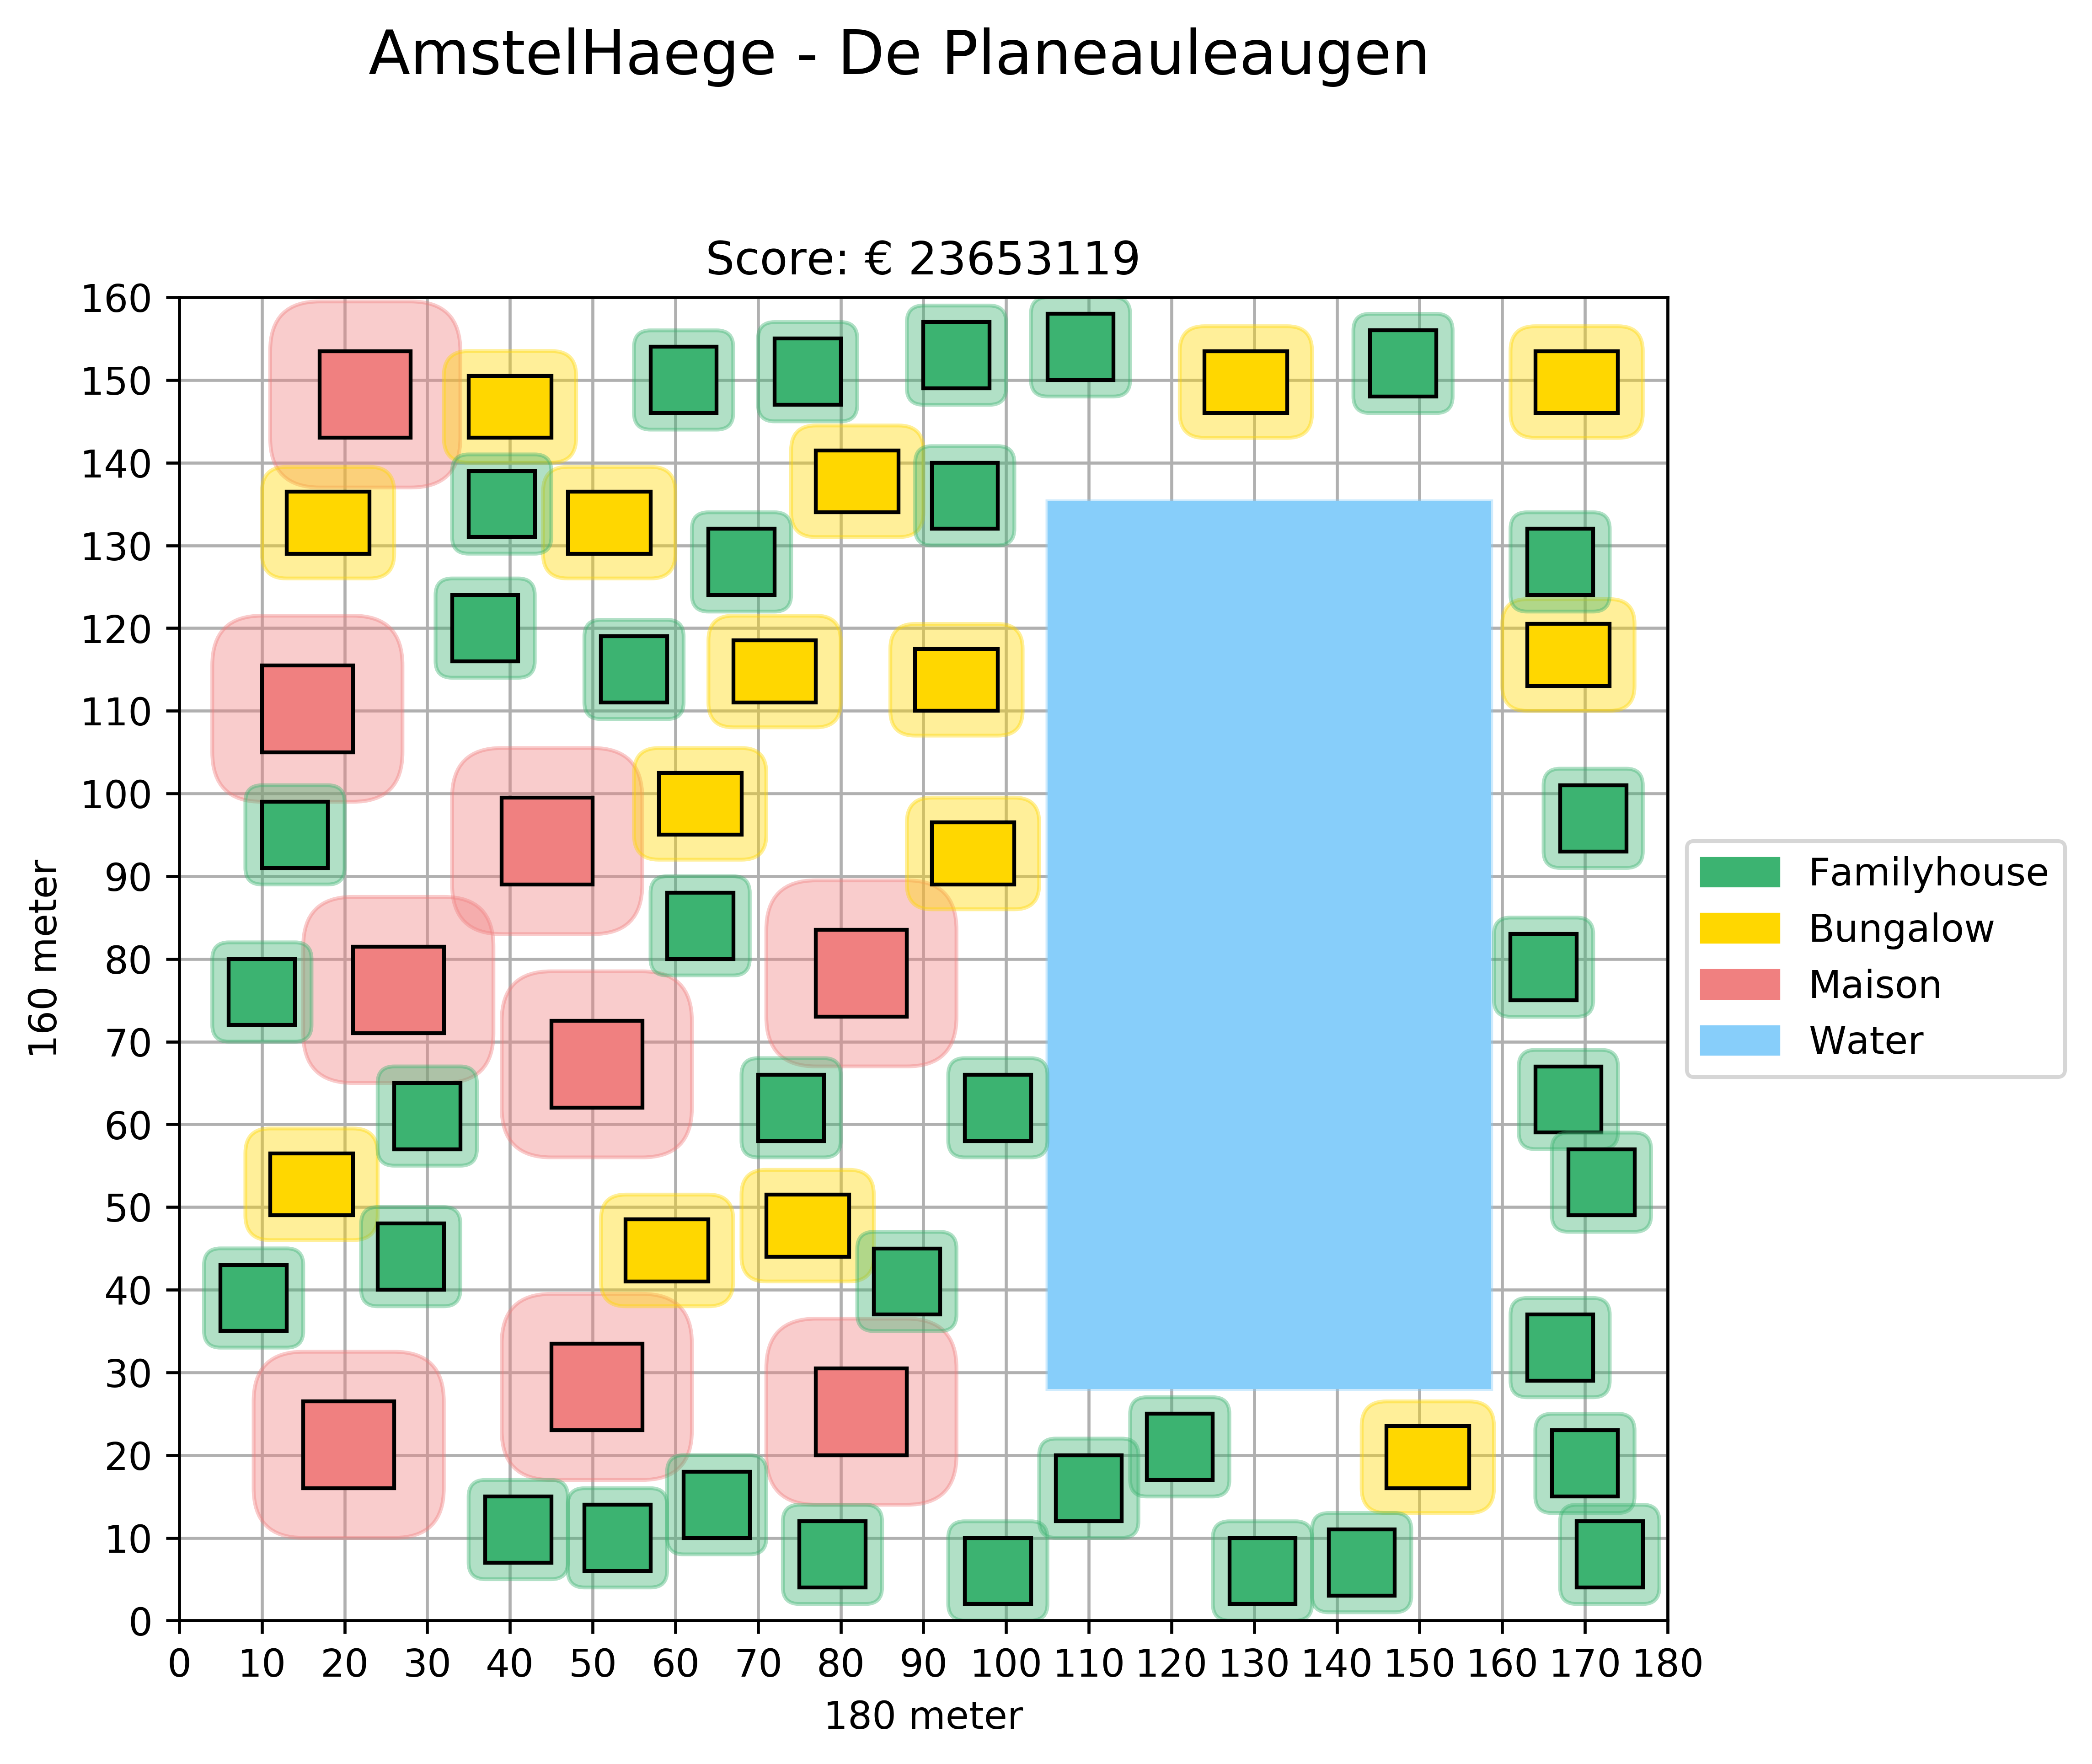 AmstelHaege - De Planeauleaugen
Score: € 23653119
160
150
140
130
120
110
100
90
80
70
60
50
40
30
20
10
0
160 meter
0 10 20 30 40 50 60 70 80 90 100 110 120 130 140 150 160 170 180
180 meter
Familyhouse
Bungalow
Maison
Water